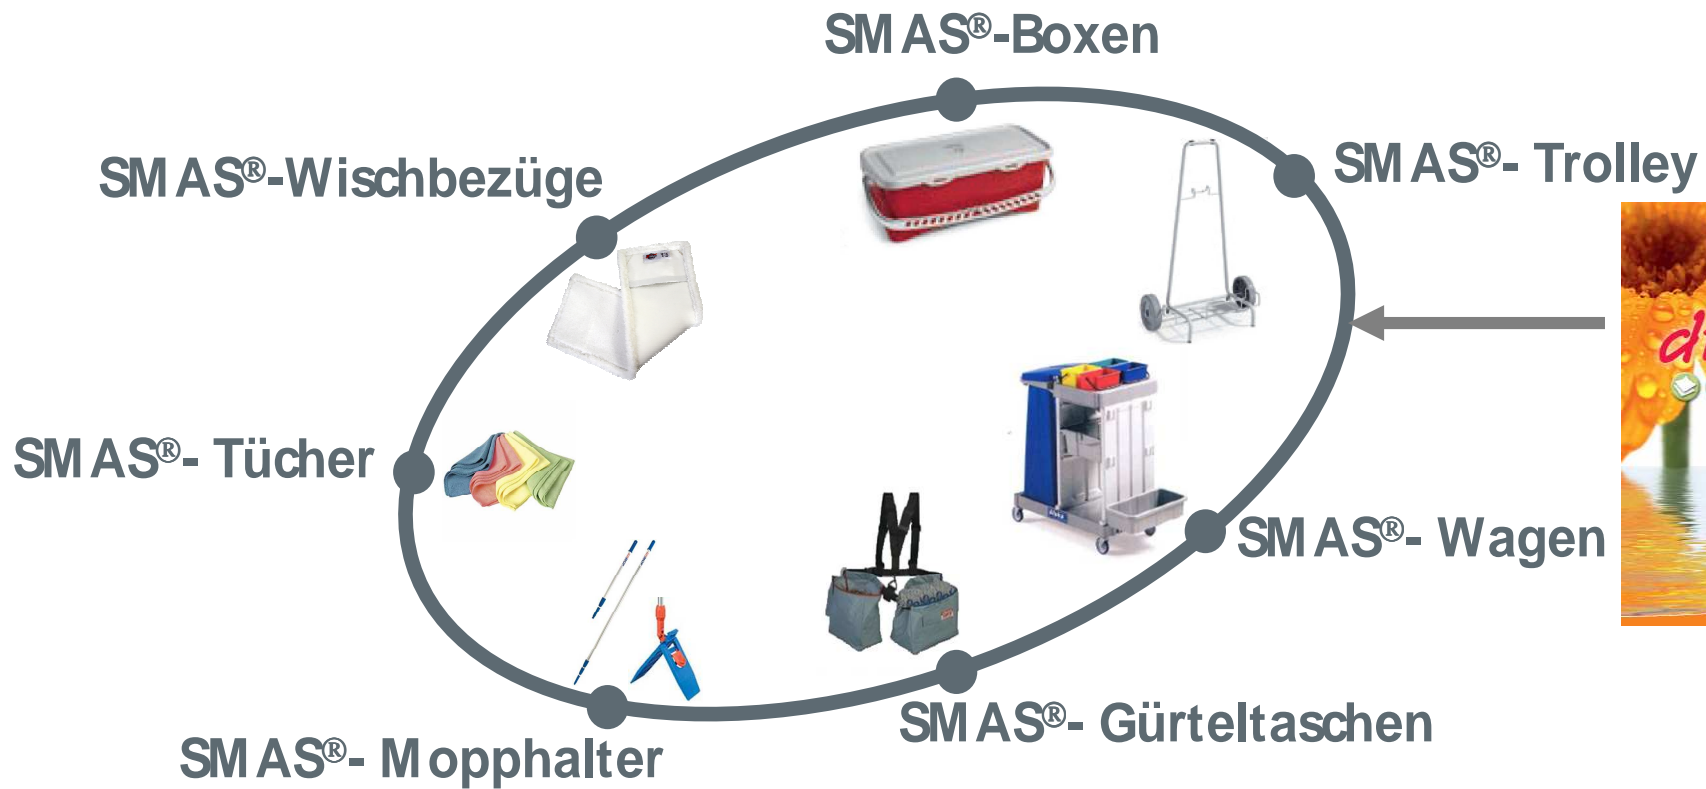 SMAS®-Boxen
SMAS®-Wischbezüge
SMAS®- Trolley
SMAS®- Tücher
SMAS®- Wagen
SMAS®- Gürteltaschen
SMAS®- Mopphalter